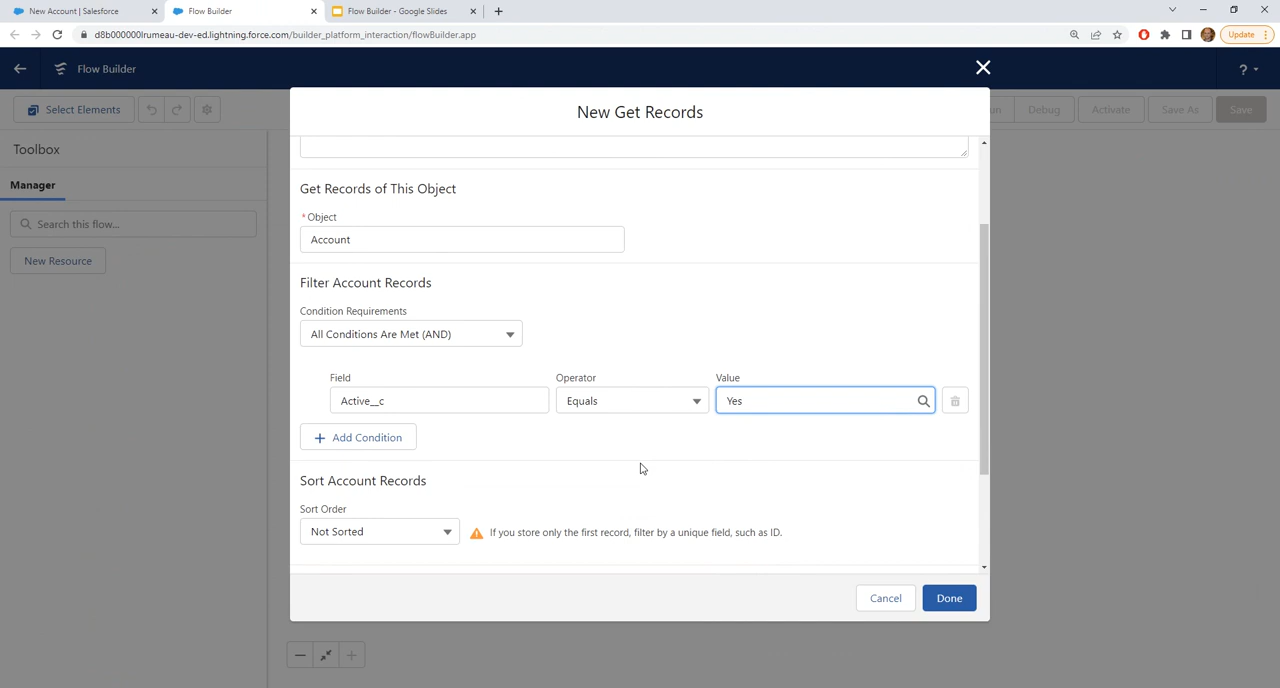 New Account | Salesforce
Flow Builder
Flow Builder - Google Slides
d8b000000lrumeau-dev-ed.lightning.force.com/builder_platform_interaction/flowBuilder.app
Update
Flow Builder
?
Select Elements
Debug
Activate
Save As
Save
New Get Records
Toolbox
Manager
Search this flow...
New Resource
Get Records of This Object
* Object
Account
Filter Account Records
Condition Requirements
All Conditions Are Met (AND)
Field
Operator
Value
Active__c
Equals
Yes
+ Add Condition
Sort Account Records
Sort Order
Not Sorted
If you store only the first record, filter by a unique field, such as ID.
Cancel
Done